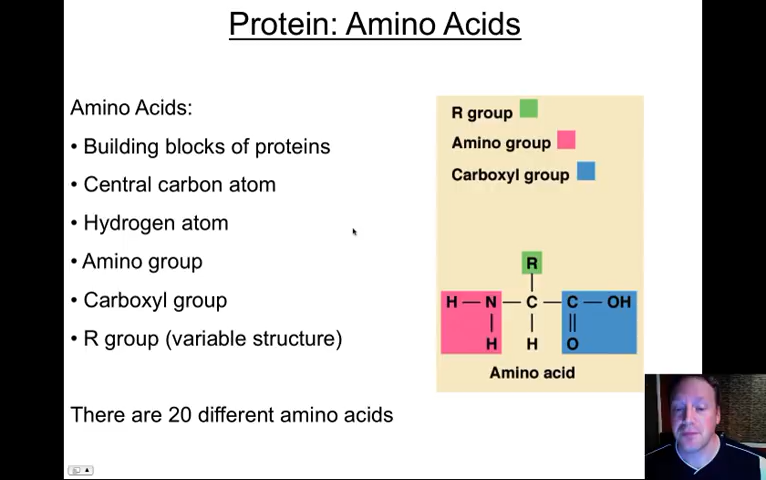 Protein: Amino Acids
Amino Acids:
• Building blocks of proteins
• Central carbon atom
• Hydrogen atom
• Amino group
• Carboxyl group
• R group (variable structure)
There are 20 different amino acids
R group
Amino group
Carboxyl group
R
H — N — C — C — OH
H H O
Amino acid